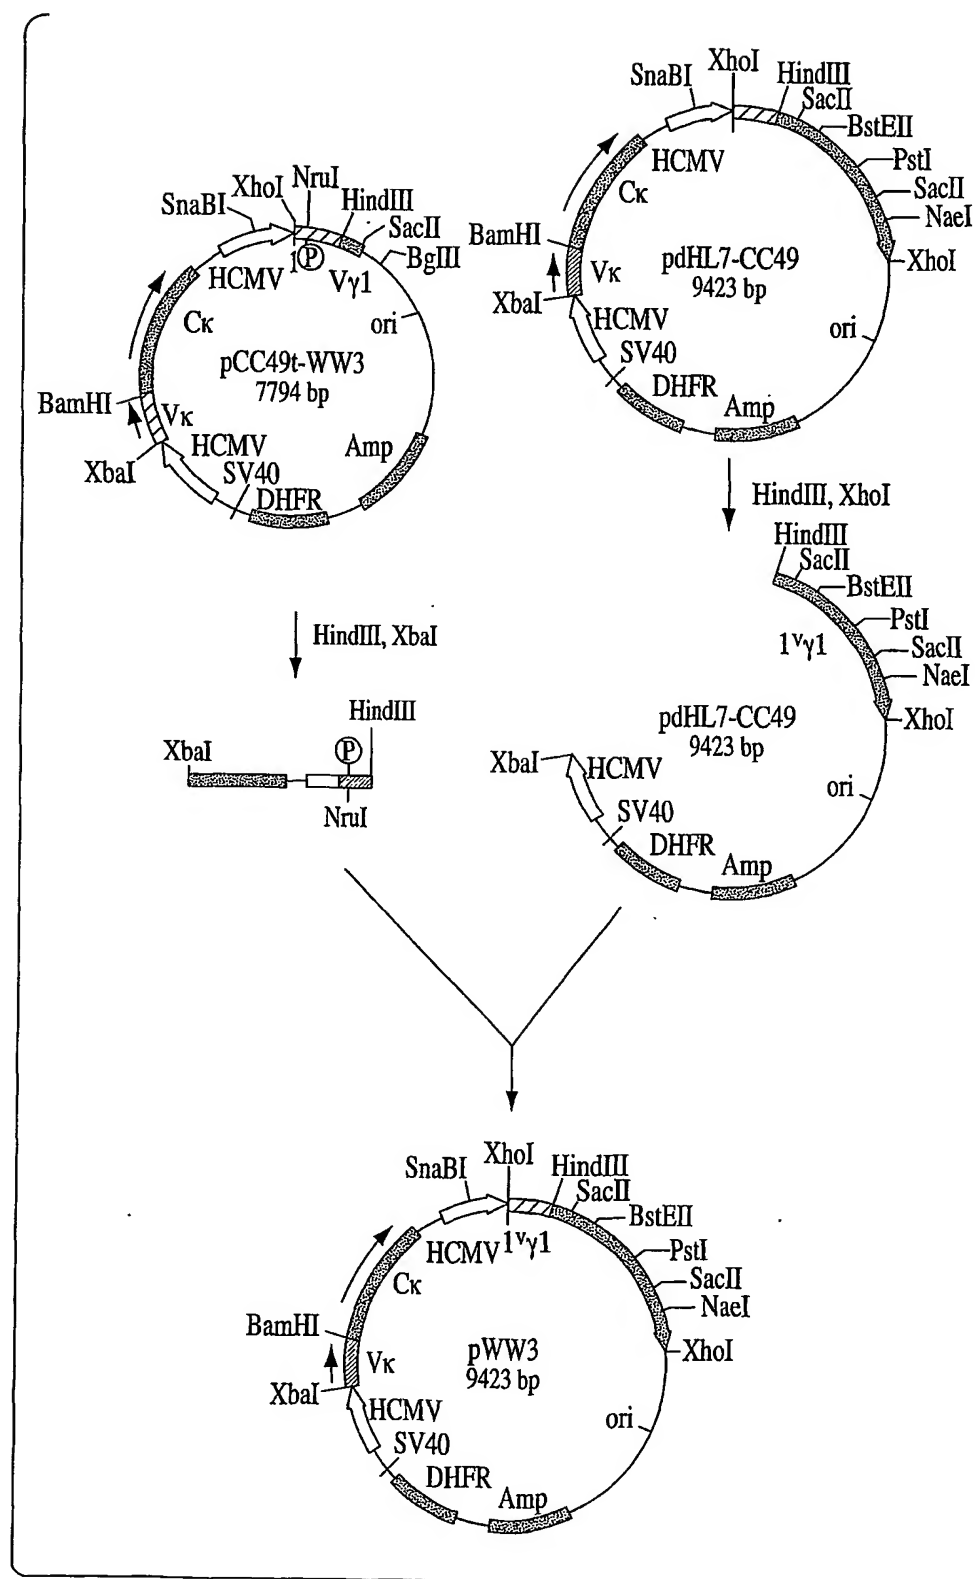 XhoI
NruI
SnaBI
HindIII
SacII
BgIII
HCMV
1
P
Vγ1
ori
Cκ
pCC49t-WW3
7794 bp
BamHI
Vκ
XbaI
HCMV
SV40
DHFR
Amp
XhoI
SnaBI
HindIII
SacII
BstEII
PstI
SacII
NaeI
XhoI
HCMV
Cκ
BamHI
Vκ
pdHL7-CC49
9423 bp
XbaI
HCMV
SV40
DHFR
Amp
ori
HindIII, XbaI
XbaI
HindIII
P
NruI
HindIII, XhoI
HindIII
SacII
BstEII
PstI
1ᵛγ1
SacII
NaeI
XhoI
pdHL7-CC49
9423 bp
XbaI
HCMV
SV40
DHFR
Amp
ori
SnaBI
XhoI
HindIII
SacII
BstEII
PstI
SacII
NaeI
XhoI
HCMV
1ᵛγ1
Cκ
BamHI
Vκ
pWW3
9423 bp
XbaI
HCMV
SV40
DHFR
Amp
ori